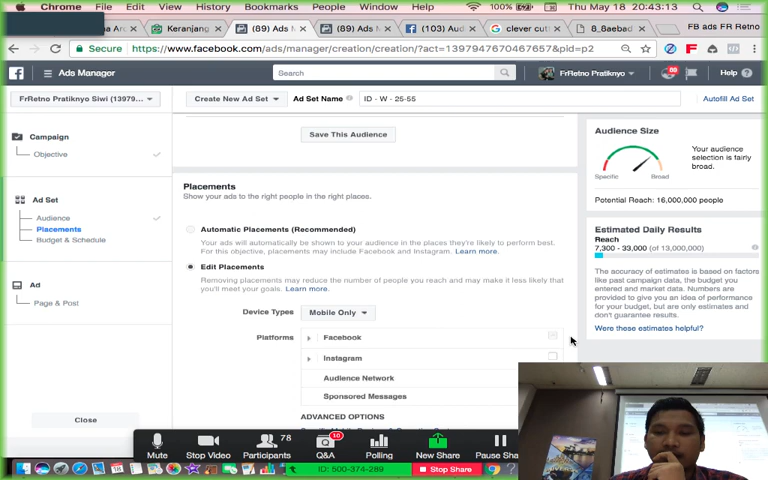 Chrome File Edit View History Bookmarks People Window Help 100% Thu May 18 20:43:13
Keranjang
(89) Ads M
(89) Ads M
(103) Audi
clever cut
8_8aebad
FB ads FR Retno
Secure https://www.facebook.com/ads/manager/creation/creation/?act=1397947670467657&pid=p2
Ads Manager
Search
FrRetno Pratiknyo
Help
FrRetno Pratiknyo Siwi (13979...
Create New Ad Set
Ad Set Name
ID - W - 25-55
Autofill Ad Set
Campaign
Objective
Ad Set
Audience
Placements
Budget & Schedule
Ad
Page & Post
Close
Save This Audience
Placements
Show your ads to the right people in the right places.
Automatic Placements (Recommended)
Your ads will automatically be shown to your audience in the places they're likely to perform best.
For this objective, placements may include Facebook and Instagram. Learn more.
Edit Placements
Removing placements may reduce the number of people you reach and may make it less likely that
you'll meet your goals. Learn more.
Device Types
Mobile Only
Platforms
Facebook
Instagram
Audience Network
Sponsored Messages
ADVANCED OPTIONS
Audience Size
Your audience
selection is fairly
broad.
Specific
Broad
Potential Reach: 16,000,000 people
Estimated Daily Results
Reach
7,300 - 33,000 (of 13,000,000)
The accuracy of estimates is based on factors
like past campaign data, the budget you
entered and market data. Numbers are
provided to give you an idea of performance
for your budget, but are only estimates and
don't guarantee results.
Were these estimates helpful?
78
10
Mute
Stop Video
Participants
Q&A
Polling
New Share
Pause Sh
ID: 500-374-289
Stop Share